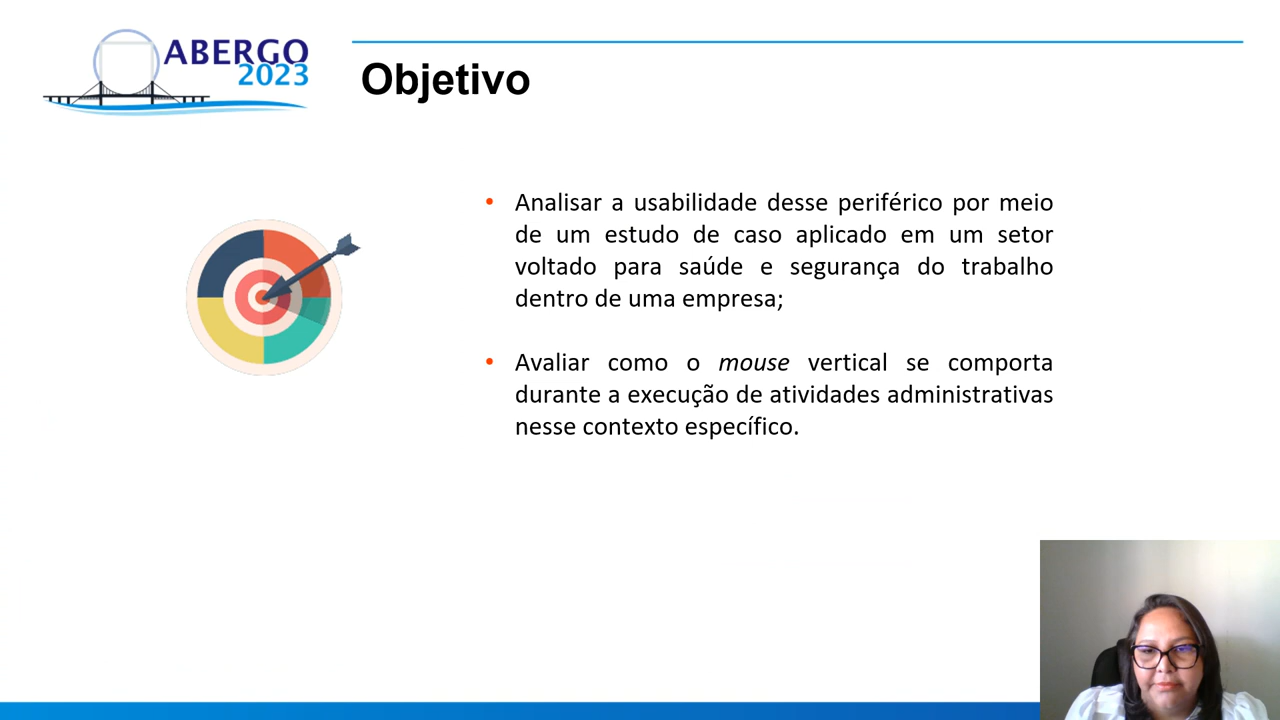 ABERGO
2023
Objetivo
• Analisar a usabilidade desse periférico por meio
de um estudo de caso aplicado em um setor
voltado para saúde e segurança do trabalho
dentro de uma empresa;
• Avaliar como o mouse vertical se comporta
durante a execução de atividades administrativas
nesse contexto específico.